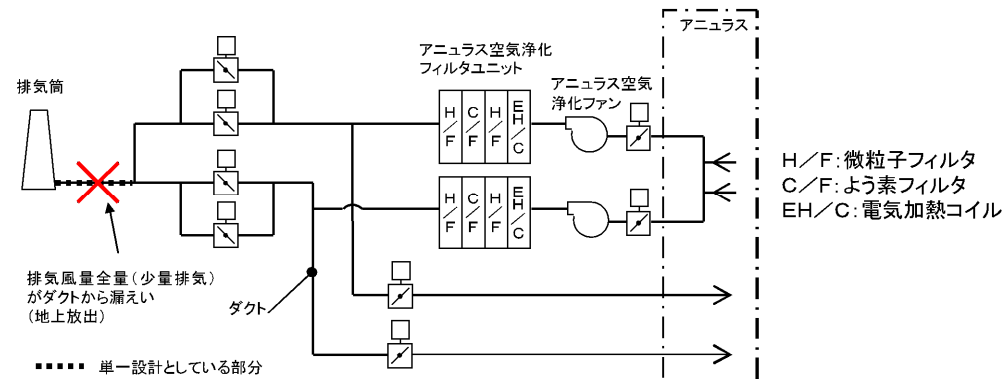 アニュラス
アニュラス空気浄化
フィルタユニット
アニュラス空気
浄化ファン
排気筒
H/F
C/F
H/F
EH/C
H/F
C/F
H/F
EH/C
H/F:微粒子フィルタ
C/F:よう素フィルタ
EH/C:電気加熱コイル
排気風量全量(少量排気)
がダクトから漏えい
(地上放出)
ダクト
単一設計としている部分